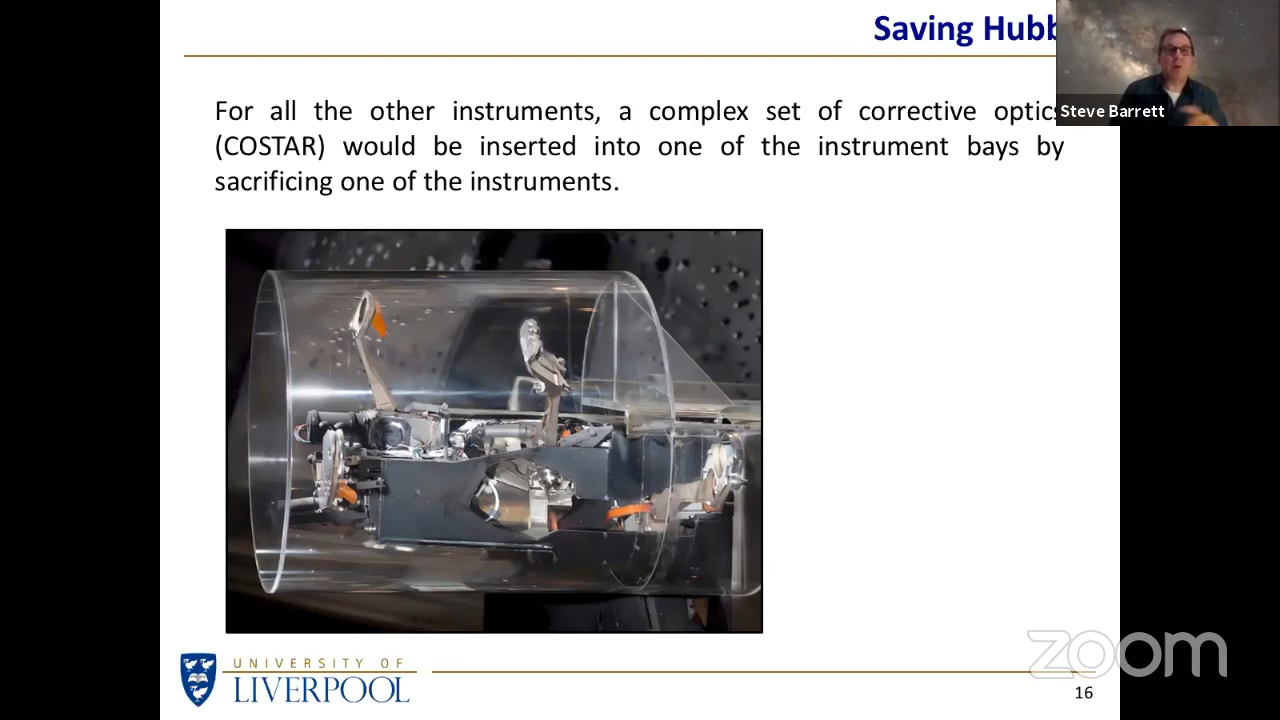 Saving Hubb
Steve Barrett
For all the other instruments, a complex set of corrective optics
(COSTAR) would be inserted into one of the instrument bays by
sacrificing one of the instruments.
UNIVERSITY OF
LIVERPOOL
zoom
16